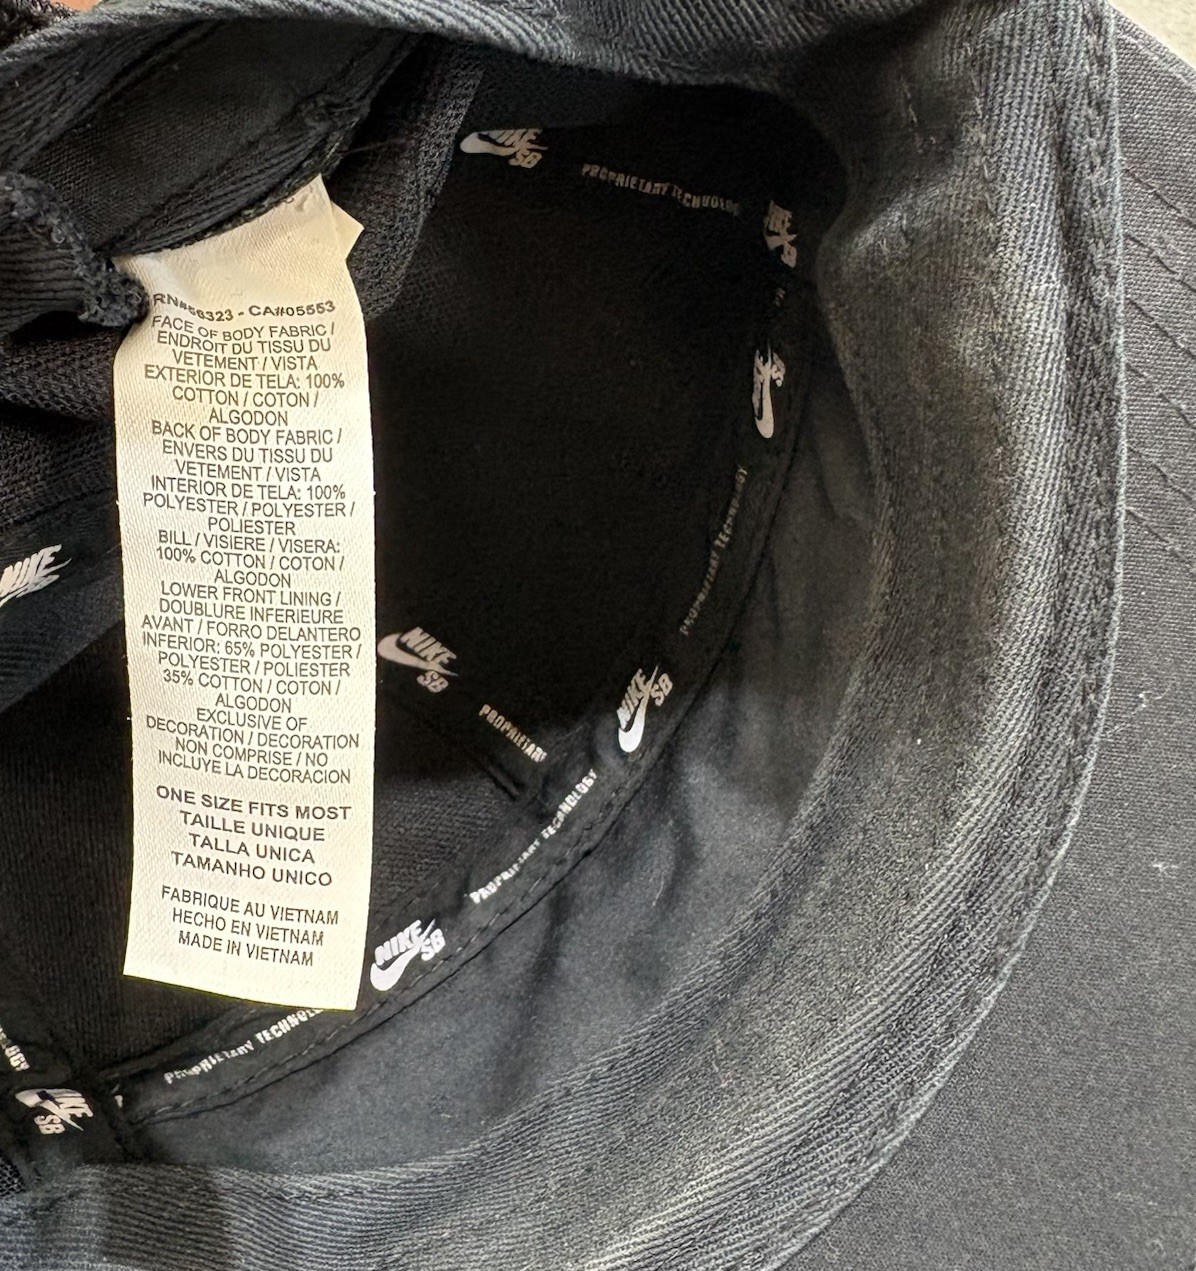 NIKE
SB
PROPRIETARY TECHNOLOGY
NIKE
SB
NIKE
SB
PROPRIETARY TECHNOLOGY
NIKE
NIKE
SB
PROPRIETARY
NIKE
SB
PROPRIETARY TECHNOLOGY
NIKE
SB
PROPRIETARY TECHNOLOGY
NIKE
SB
RN#56323 - CA#05553
FACE OF BODY FABRIC /
ENDROIT DU TISSU DU
VETEMENT / VISTA
EXTERIOR DE TELA: 100%
COTTON / COTON /
ALGODON
BACK OF BODY FABRIC /
ENVERS DU TISSU DU
VETEMENT / VISTA
INTERIOR DE TELA: 100%
POLYESTER / POLYESTER /
POLIESTER
BILL / VISIERE / VISERA:
100% COTTON / COTON /
ALGODON
LOWER FRONT LINING /
DOUBLURE INFERIEURE
AVANT / FORRO DELANTERO
INFERIOR: 65% POLYESTER /
POLYESTER / POLIESTER
35% COTTON / COTON /
ALGODON
EXCLUSIVE OF
DECORATION / DECORATION
NON COMPRISE / NO
INCLUYE LA DECORACION
ONE SIZE FITS MOST
TAILLE UNIQUE
TALLA UNICA
TAMANHO UNICO
FABRIQUE AU VIETNAM
HECHO EN VIETNAM
MADE IN VIETNAM